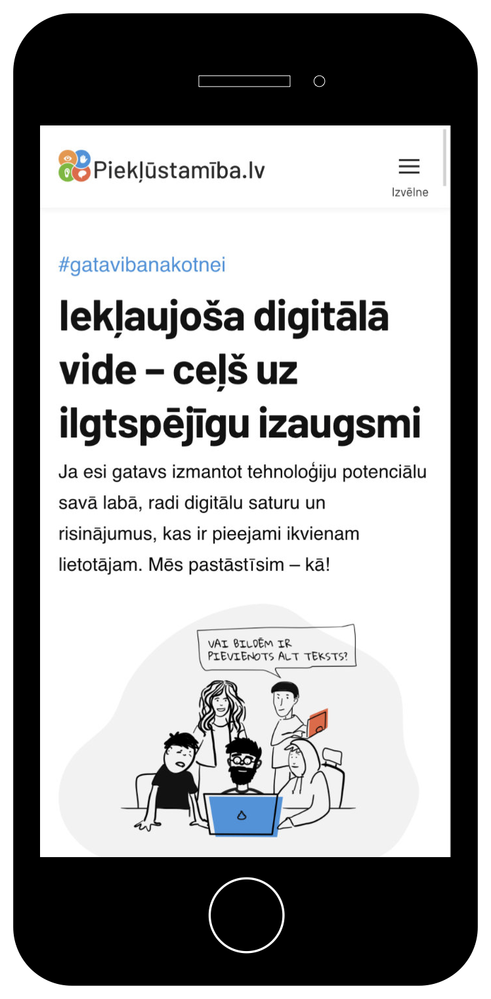 Piekļūstamība.lv
Izvēlne
#gatavibanakotnei
Iekļaujoša digitālā
vide – ceļš uz
ilgtspējīgu izaugsmi
Ja esi gatavs izmantot tehnoloģiju potenciālu
savā labā, radi digitālu saturu un
risinājumus, kas ir pieejami ikvienam
lietotājam. Mēs pastāstīsim – kā!
VAI BILDĒM IR
PIEVIENOTS ALT TEKSTS?